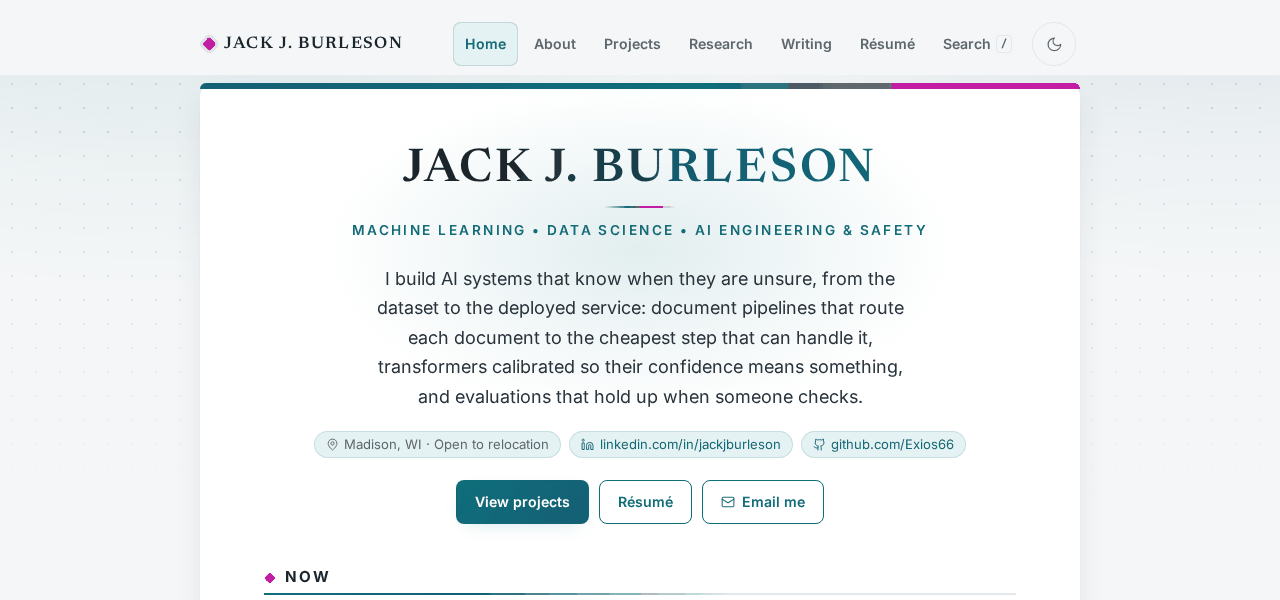 JACK J. BURLESON
Home About Projects Research Writing Résumé Search /
JACK J. BURLESON
MACHINE LEARNING • DATA SCIENCE • AI ENGINEERING & SAFETY
I build AI systems that know when they are unsure, from the
dataset to the deployed service: document pipelines that route
each document to the cheapest step that can handle it,
transformers calibrated so their confidence means something,
and evaluations that hold up when someone checks.
Madison, WI · Open to relocation linkedin.com/in/jackjburleson github.com/Exios66
View projects Résumé Email me
NOW